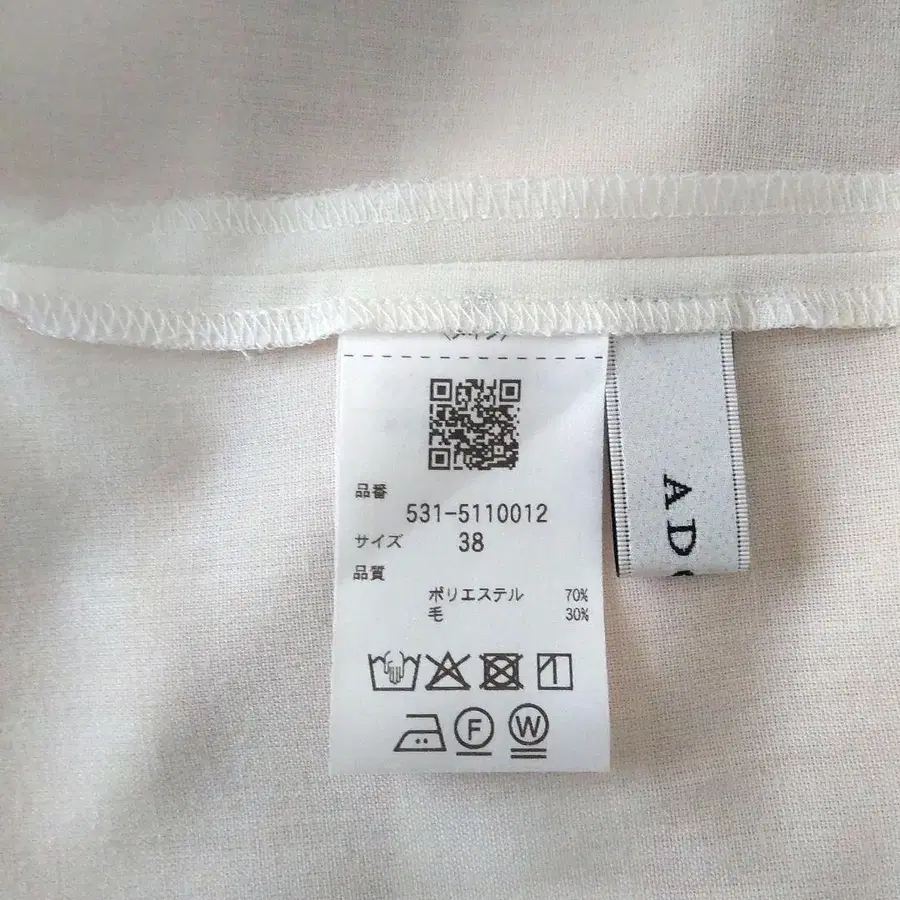 品番
531-5110012
サイズ 38
品質
ポリエステル 70%
毛 30%
F W
ADO